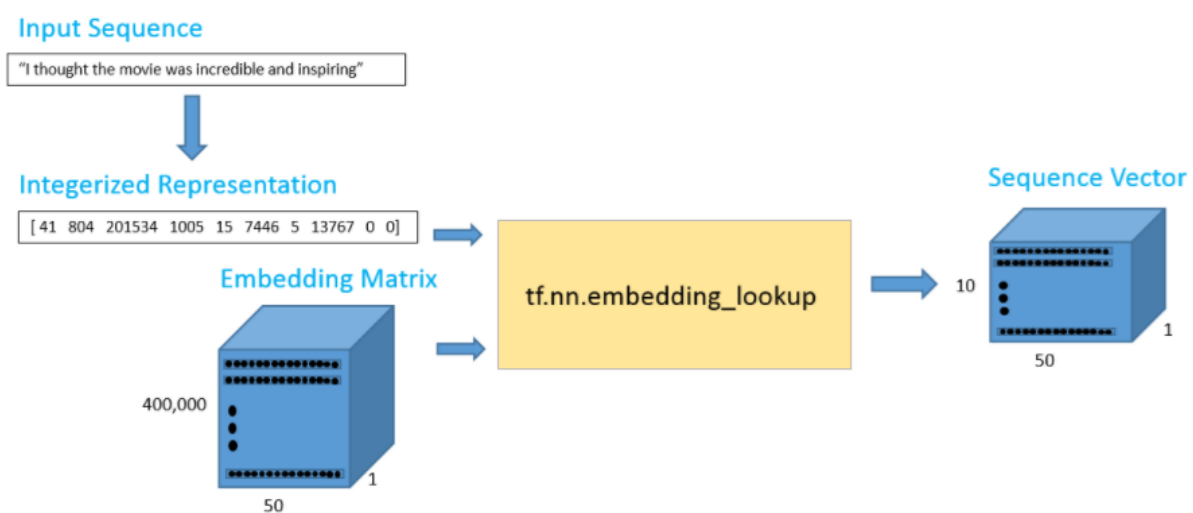 Input Sequence
“I thought the movie was incredible and inspiring”
Integerized Representation
[ 41 804 201534 1005 15 7446 5 13767 0 0]
Embedding Matrix
400,000
50
1
tf.nn.embedding_lookup
Sequence Vector
10
50
1